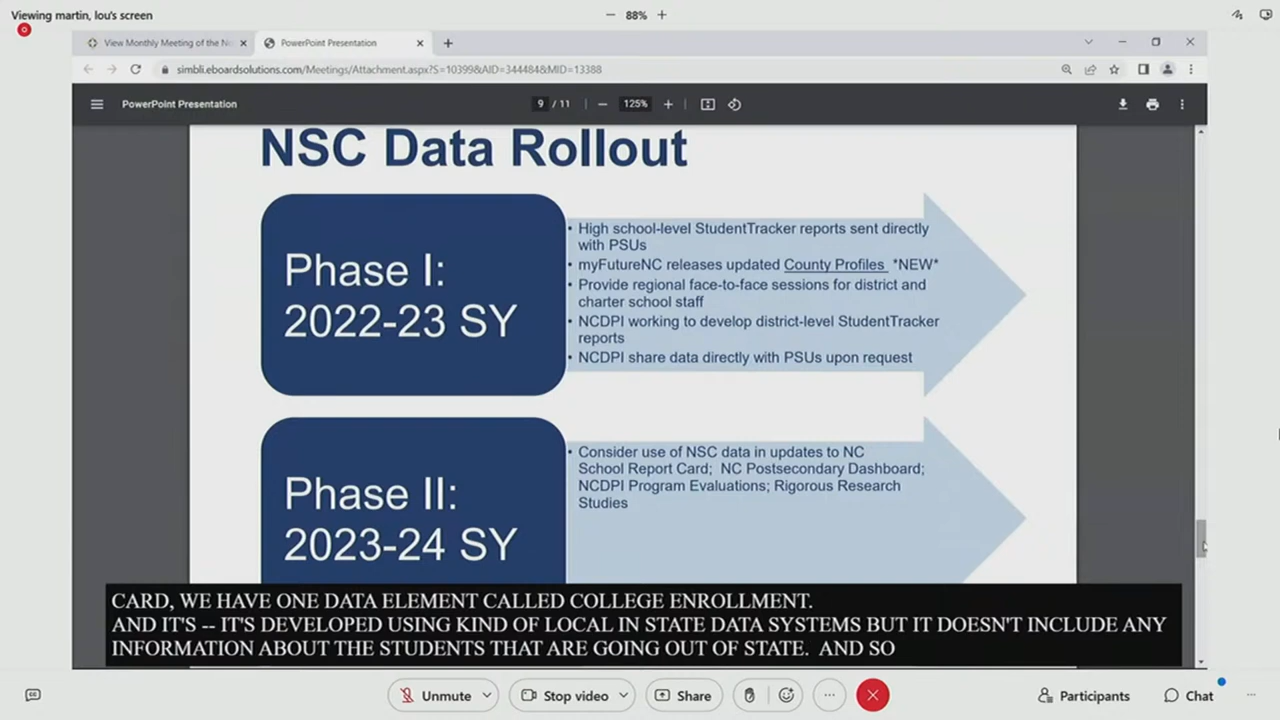 Viewing martin, lou's screen
88%
View Monthly Meeting of the No
PowerPoint Presentation
simbli.eboardsolutions.com/Meetings/Attachment.aspx?S=10399&AID=344484&MID=13388
PowerPoint Presentation
9 / 11
125%
NSC Data Rollout
Phase I:
2022-23 SY
• High school-level StudentTracker reports sent directly
with PSUs
• myFutureNC releases updated County Profiles *NEW*
• Provide regional face-to-face sessions for district and
charter school staff
• NCDPI working to develop district-level StudentTracker
reports
• NCDPI share data directly with PSUs upon request
Phase II:
2023-24 SY
• Consider use of NSC data in updates to NC
School Report Card; NC Postsecondary Dashboard;
NCDPI Program Evaluations; Rigorous Research
Studies
CARD, WE HAVE ONE DATA ELEMENT CALLED COLLEGE ENROLLMENT.
AND IT'S -- IT'S DEVELOPED USING KIND OF LOCAL IN STATE DATA SYSTEMS BUT IT DOESN'T INCLUDE ANY
INFORMATION ABOUT THE STUDENTS THAT ARE GOING OUT OF STATE. AND SO
Unmute
Stop video
Share
Participants
Chat